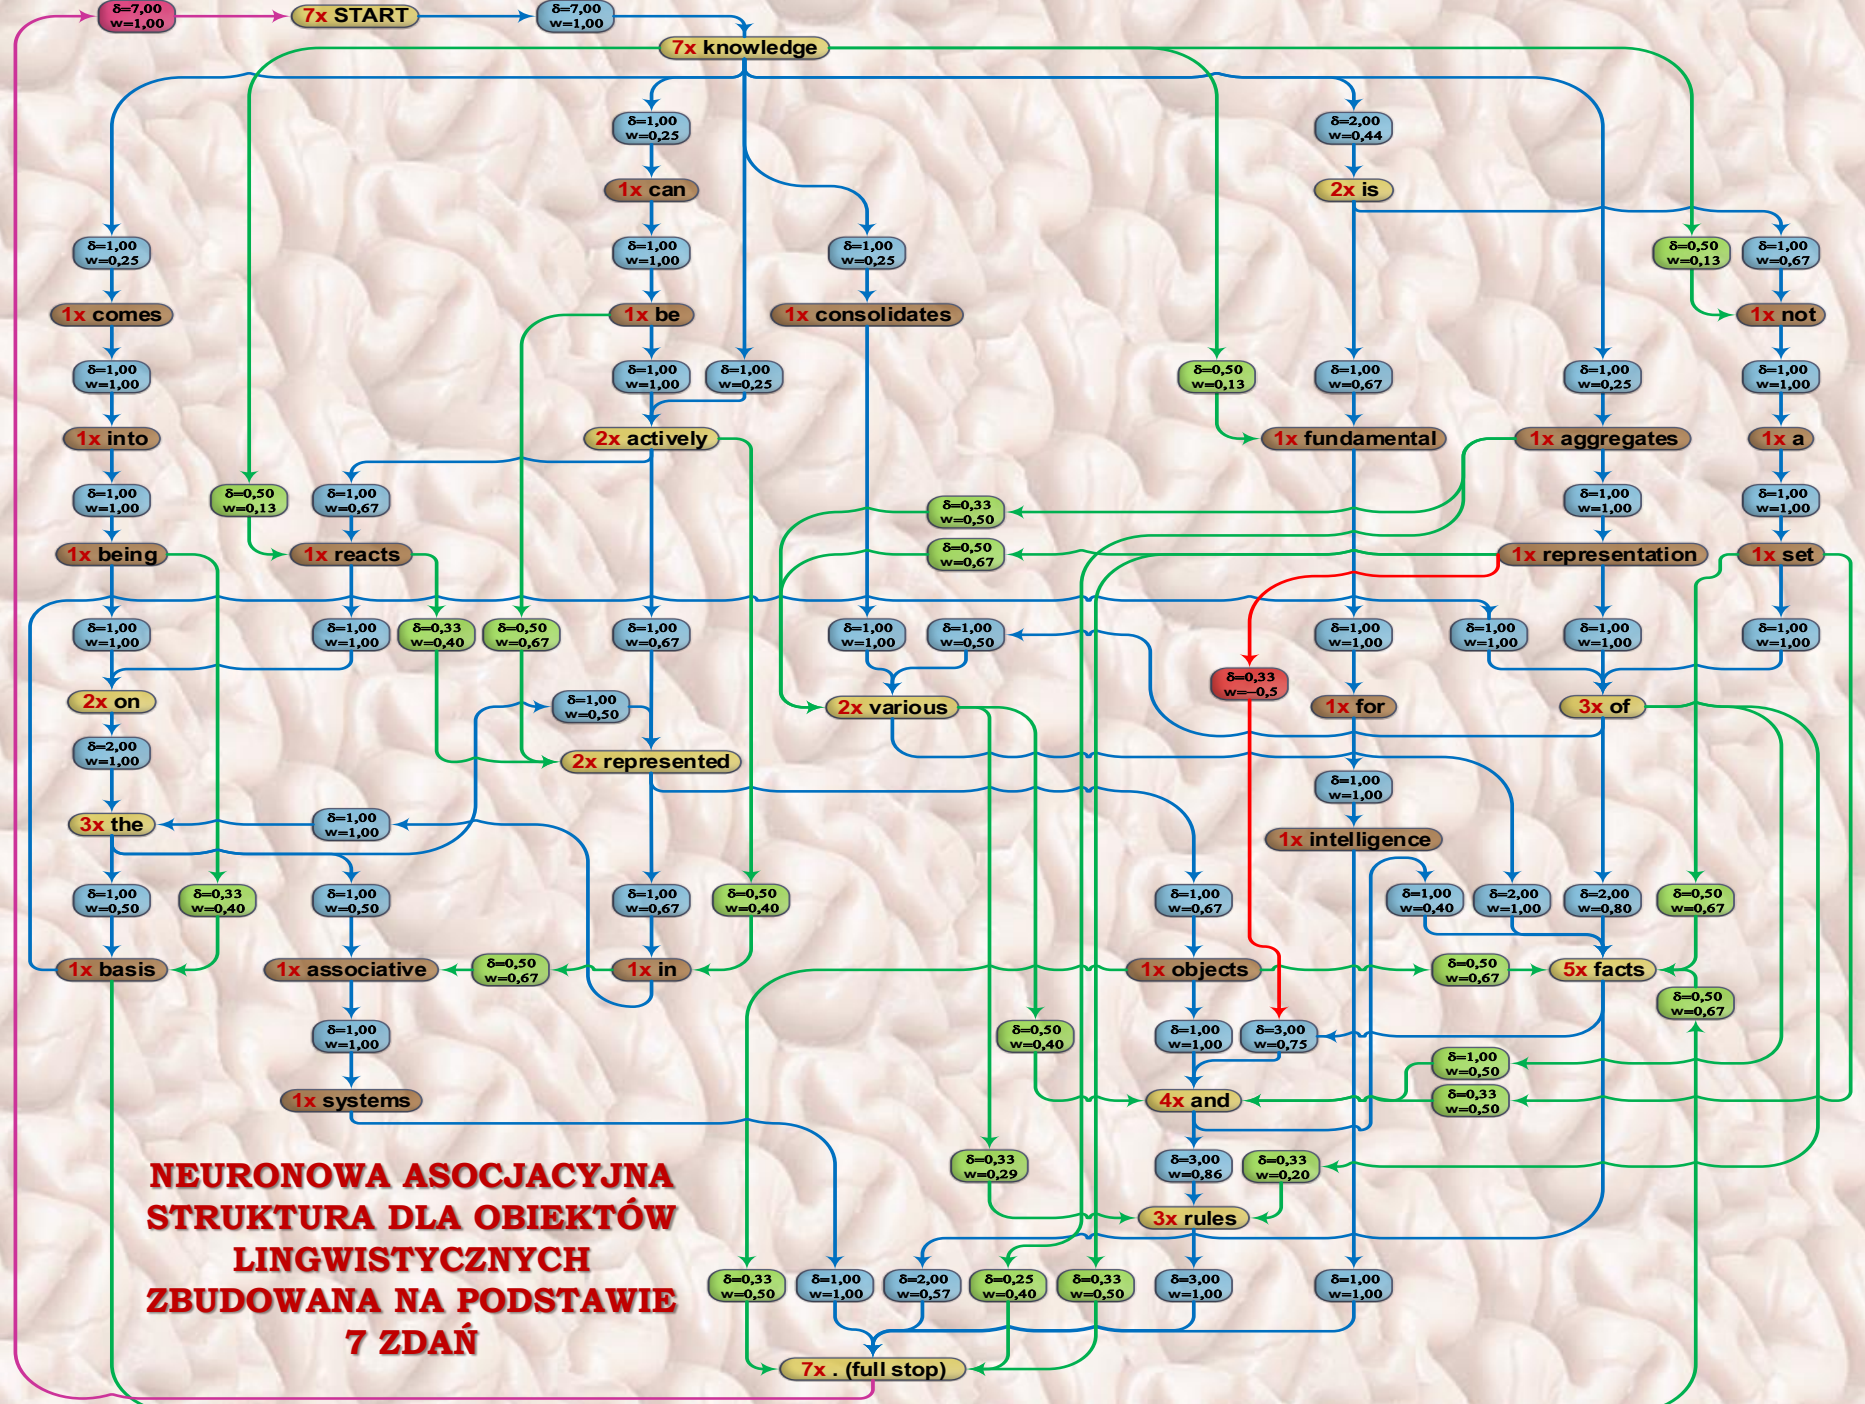 δ=7,00
w=1,00
7x START
δ=7,00
w=1,00
7x knowledge
δ=1,00
w=0,25
δ=2,00
w=0,44
1x can
2x is
δ=1,00
w=0,25
δ=1,00
w=1,00
δ=1,00
w=0,25
δ=0,50
w=0,13
δ=1,00
w=0,67
1x comes
1x be
1x consolidates
1x not
δ=1,00
w=1,00
δ=1,00
w=1,00
δ=1,00
w=0,25
δ=0,50
w=0,13
δ=1,00
w=0,67
δ=1,00
w=0,25
δ=1,00
w=1,00
1x into
2x actively
1x fundamental
1x aggregates
1x a
δ=1,00
w=1,00
δ=0,50
w=0,13
δ=1,00
w=0,67
δ=0,33
w=0,50
δ=1,00
w=1,00
δ=1,00
w=1,00
1x being
1x reacts
δ=0,50
w=0,67
1x representation
1x set
δ=1,00
w=1,00
δ=1,00
w=1,00
δ=0,33
w=0,40
δ=0,50
w=0,67
δ=1,00
w=0,67
δ=1,00
w=1,00
δ=1,00
w=0,50
δ=1,00
w=1,00
δ=1,00
w=1,00
δ=1,00
w=1,00
δ=1,00
w=1,00
δ=0,33
w=−0,5
2x on
δ=1,00
w=0,50
2x various
1x for
3x of
δ=2,00
w=1,00
2x represented
δ=1,00
w=1,00
3x the
δ=1,00
w=1,00
1x intelligence
δ=1,00
w=0,50
δ=0,33
w=0,40
δ=1,00
w=0,50
δ=1,00
w=0,67
δ=0,50
w=0,40
δ=1,00
w=0,67
δ=1,00
w=0,40
δ=2,00
w=1,00
δ=2,00
w=0,80
δ=0,50
w=0,67
1x basis
1x associative
δ=0,50
w=0,67
1x in
1x objects
δ=0,50
w=0,67
5x facts
δ=0,50
w=0,67
δ=1,00
w=1,00
δ=0,50
w=0,40
δ=1,00
w=1,00
δ=3,00
w=0,75
δ=1,00
w=0,50
1x systems
4x and
δ=0,33
w=0,50
δ=0,33
w=0,29
δ=3,00
w=0,86
δ=0,33
w=0,20
3x rules
NEURONOWA ASOCJACYJNA
STRUKTURA DLA OBIEKTÓW
LINGWISTYCZNYCH
ZBUDOWANA NA PODSTAWIE
7 ZDAŃ
δ=0,33
w=0,50
δ=1,00
w=1,00
δ=2,00
w=0,57
δ=0,25
w=0,40
δ=0,33
w=0,50
δ=3,00
w=1,00
δ=1,00
w=1,00
7x . (full stop)